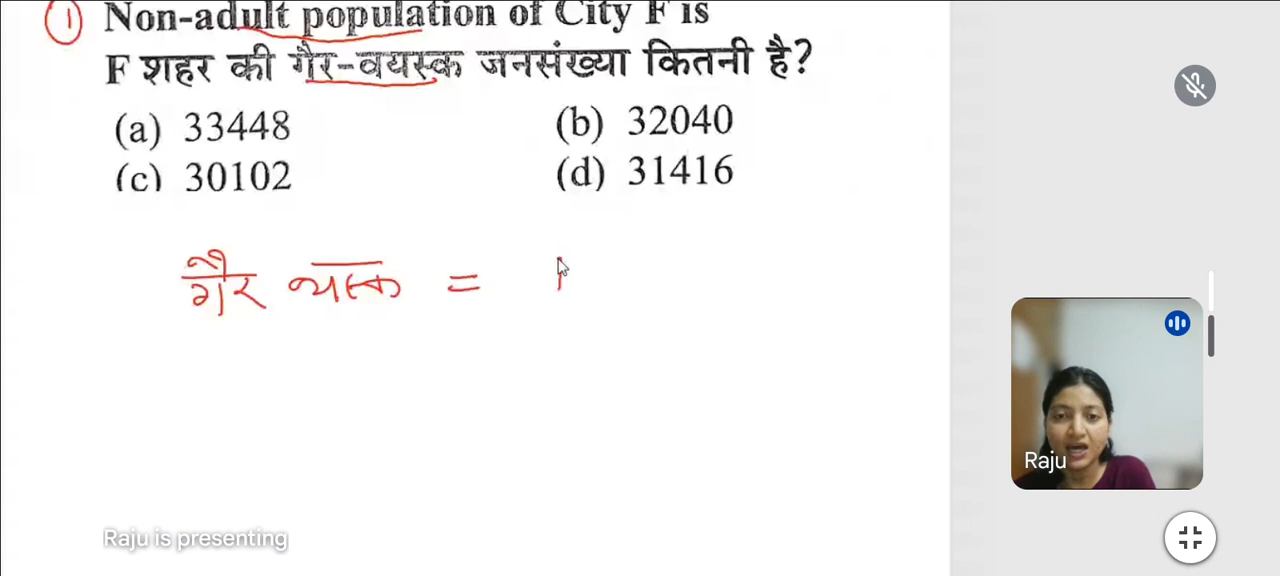 1 Non-adult population of City F is
F शहर की गैर-वयस्क जनसंख्या कितनी है?
(a) 33448 (b) 32040
(c) 30102 (d) 31416
गैर व्यस्क =
Raju
Raju is presenting